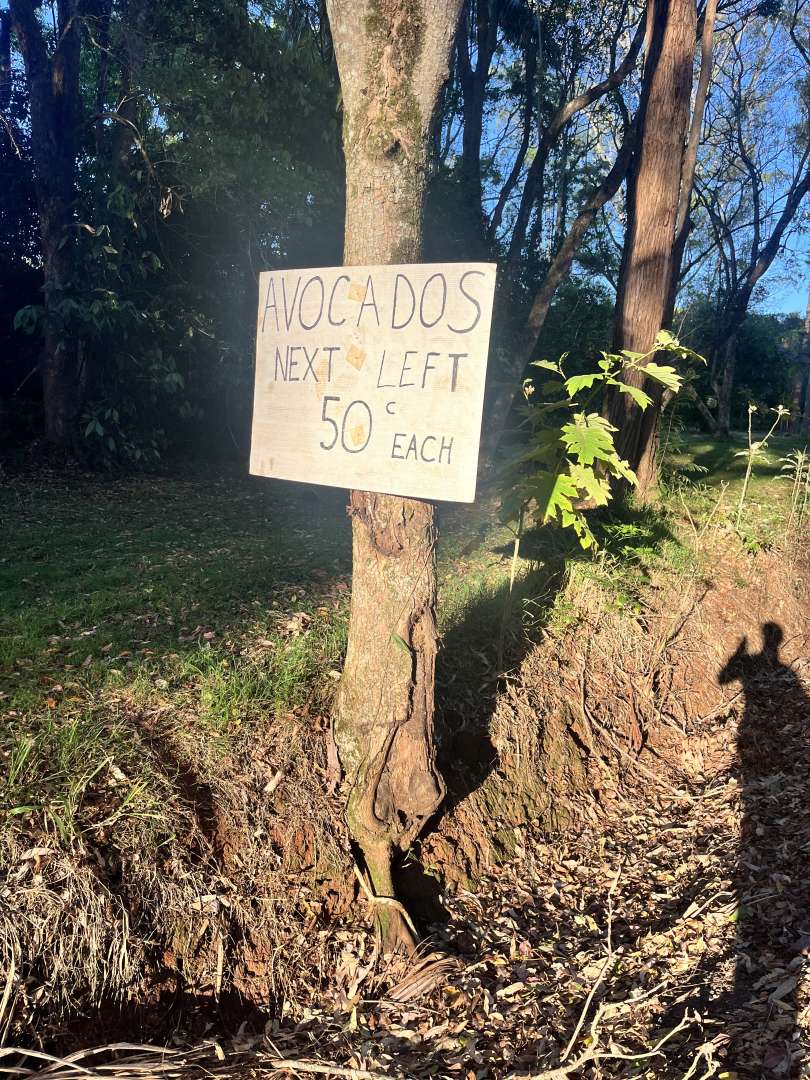 AVOCADOS
NEXT LEFT
50c EACH